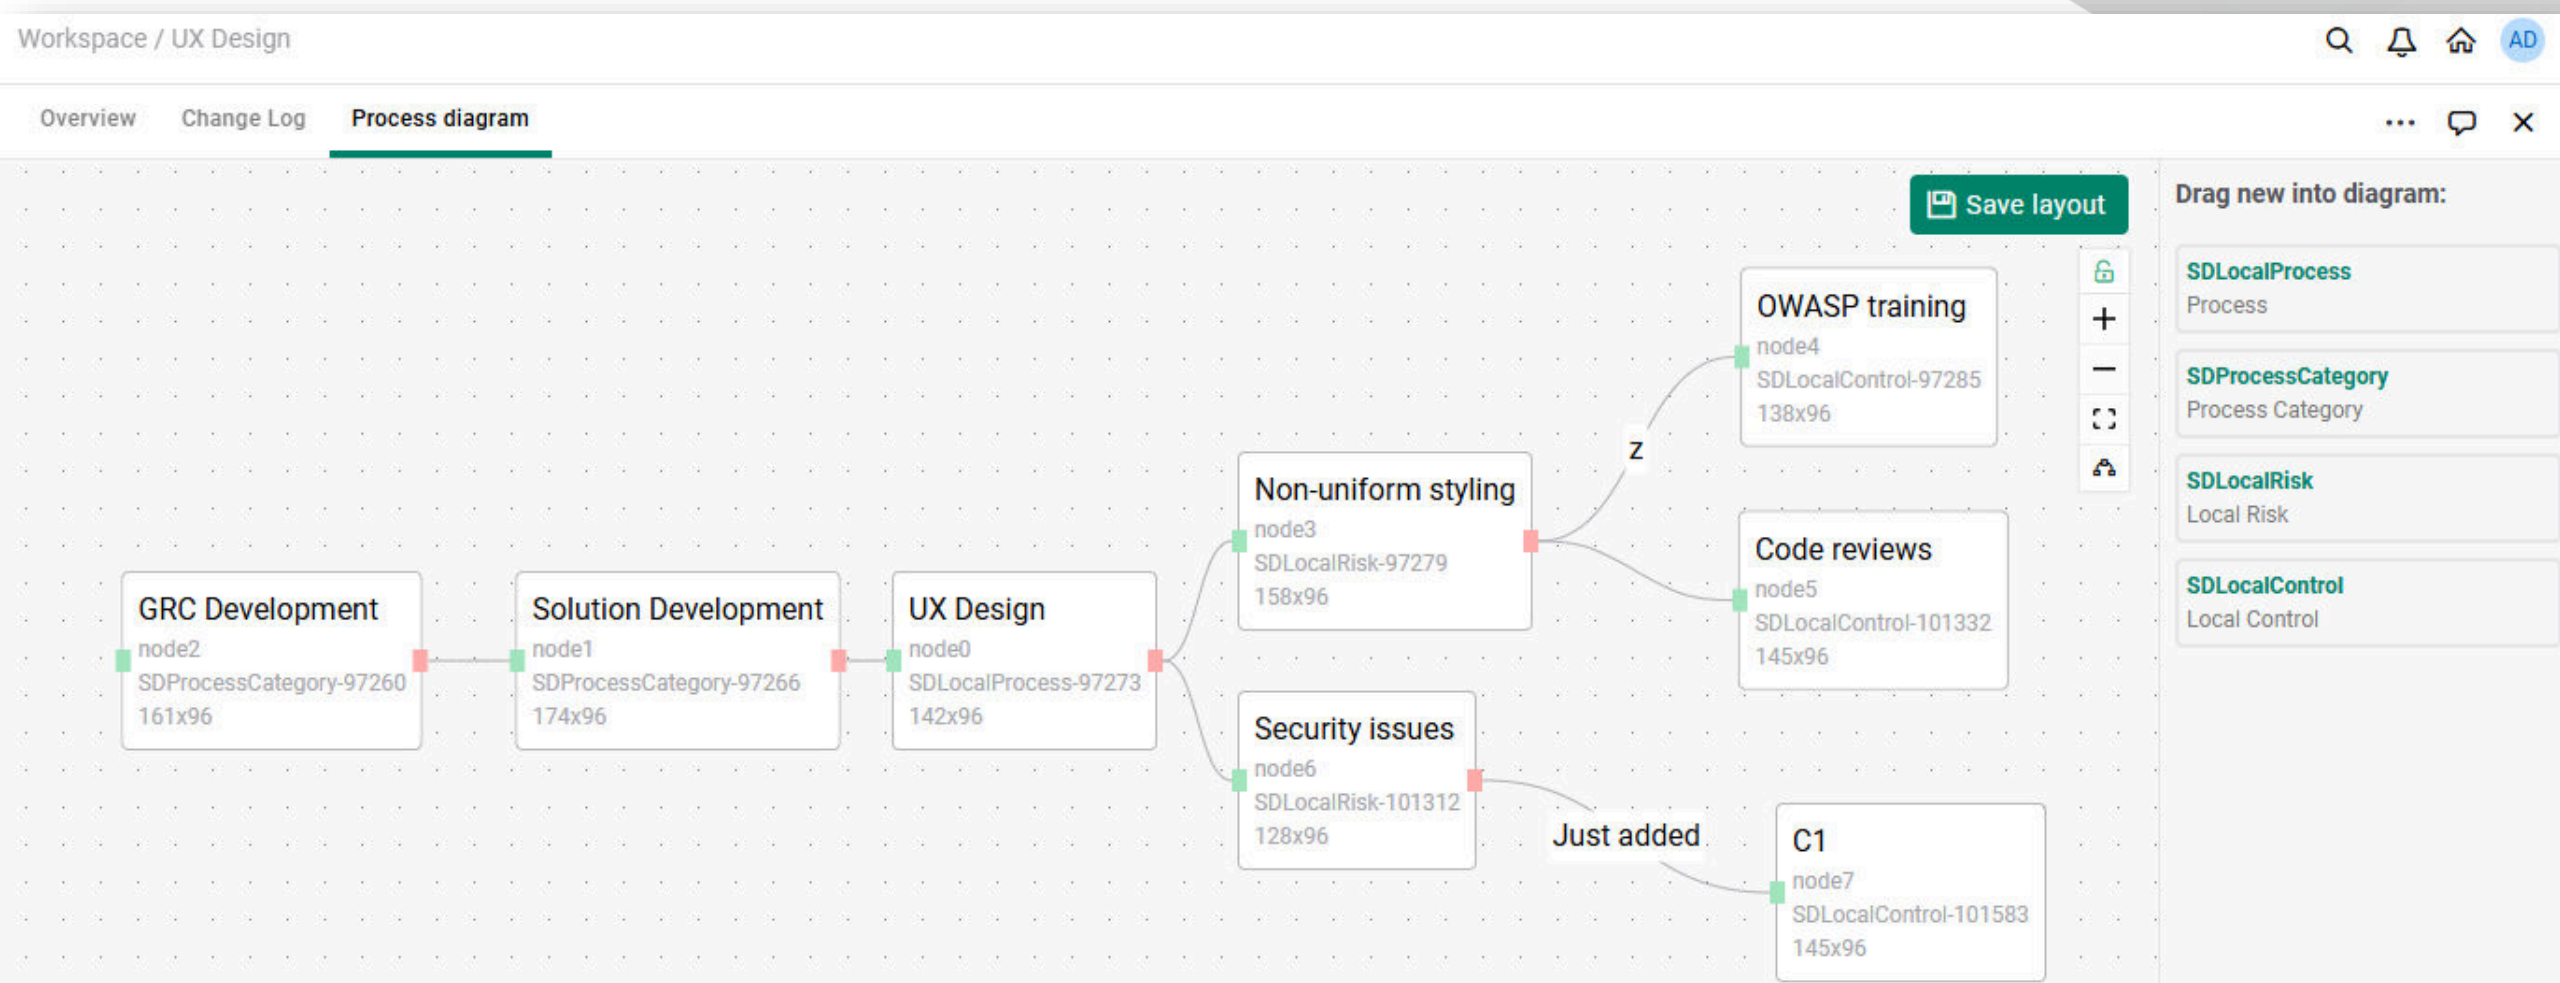 Workspace / UX Design
AD
Overview
Change Log
Process diagram
Save layout
Drag new into diagram:
SDLocalProcess
Process
SDProcessCategory
Process Category
SDLocalRisk
Local Risk
SDLocalControl
Local Control
GRC Development
node2
SDProcessCategory-97260
161x96
Solution Development
node1
SDProcessCategory-97266
174x96
UX Design
node0
SDLocalProcess-97273
142x96
Non-uniform styling
node3
SDLocalRisk-97279
158x96
Security issues
node6
SDLocalRisk-101312
128x96
z
Just added
OWASP training
node4
SDLocalControl-97285
138x96
Code reviews
node5
SDLocalControl-101332
145x96
C1
node7
SDLocalControl-101583
145x96